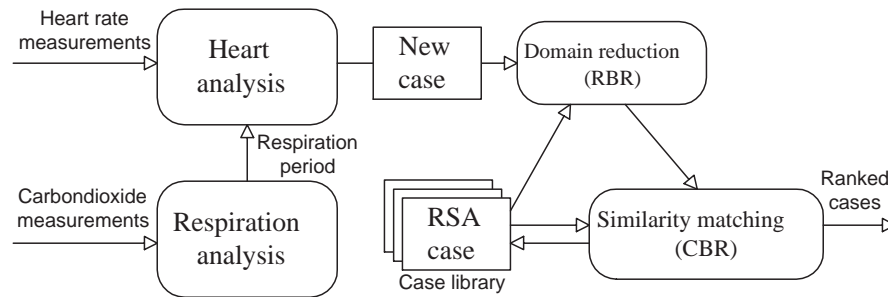 Heart rate
measurements
Heart
analysis
New
case
Domain reduction
(RBR)
Respiration
period
Carbondioxide
measurements
Respiration
analysis
RSA
case
Case library
Similarity matching
(CBR)
Ranked
cases